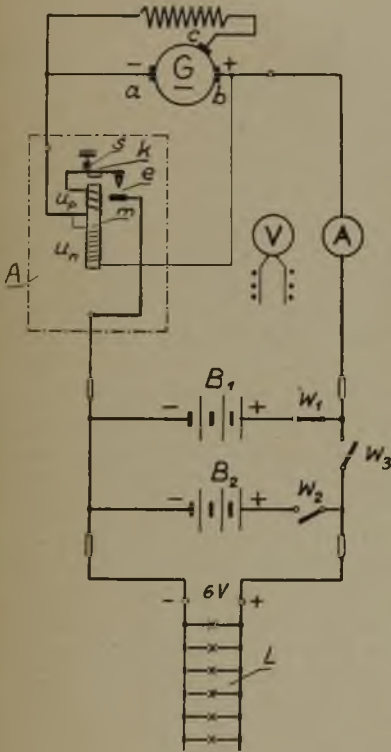 c
- G +
a b
s k
e
u_p m
u_n
A
V
A
B₁
- + W₁
W₃
B₂
- + W₂
6V
- +
L